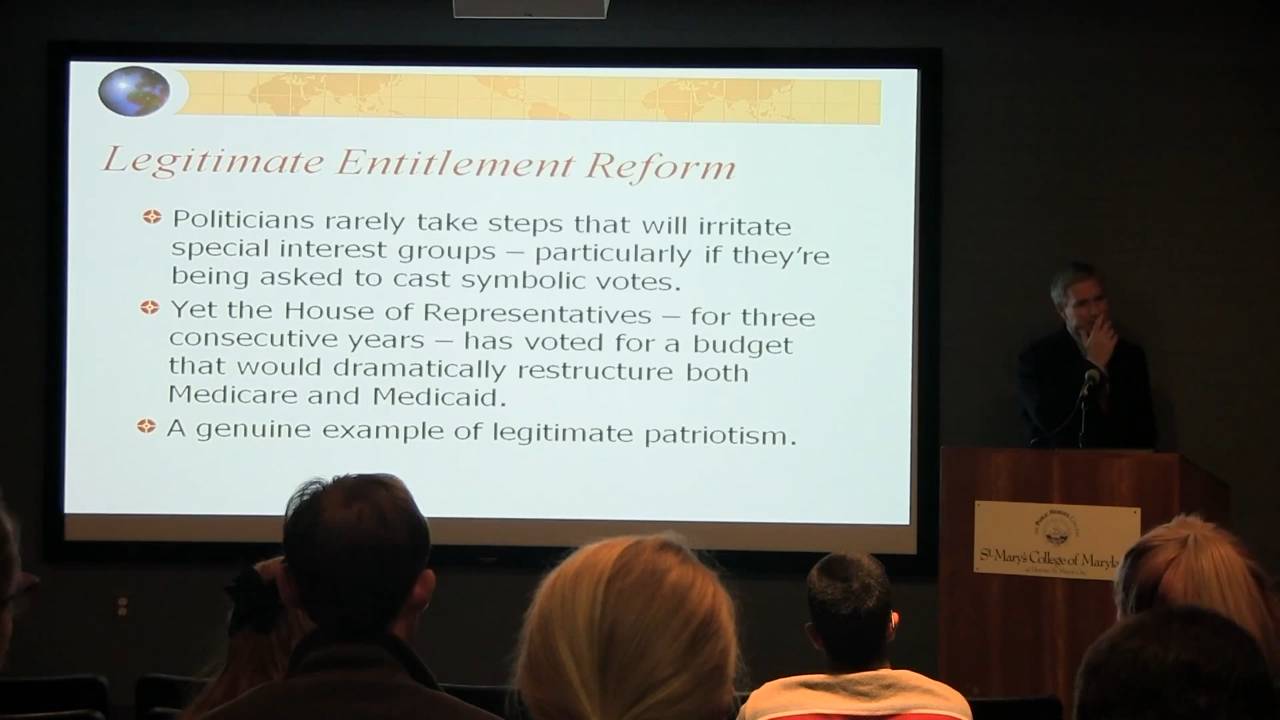 Legitimate Entitlement Reform
Politicians rarely take steps that will irritate
special interest groups – particularly if they're
being asked to cast symbolic votes.
Yet the House of Representatives – for three
consecutive years – has voted for a budget
that would dramatically restructure both
Medicare and Medicaid.
A genuine example of legitimate patriotism.
St. Mary's College of Maryla